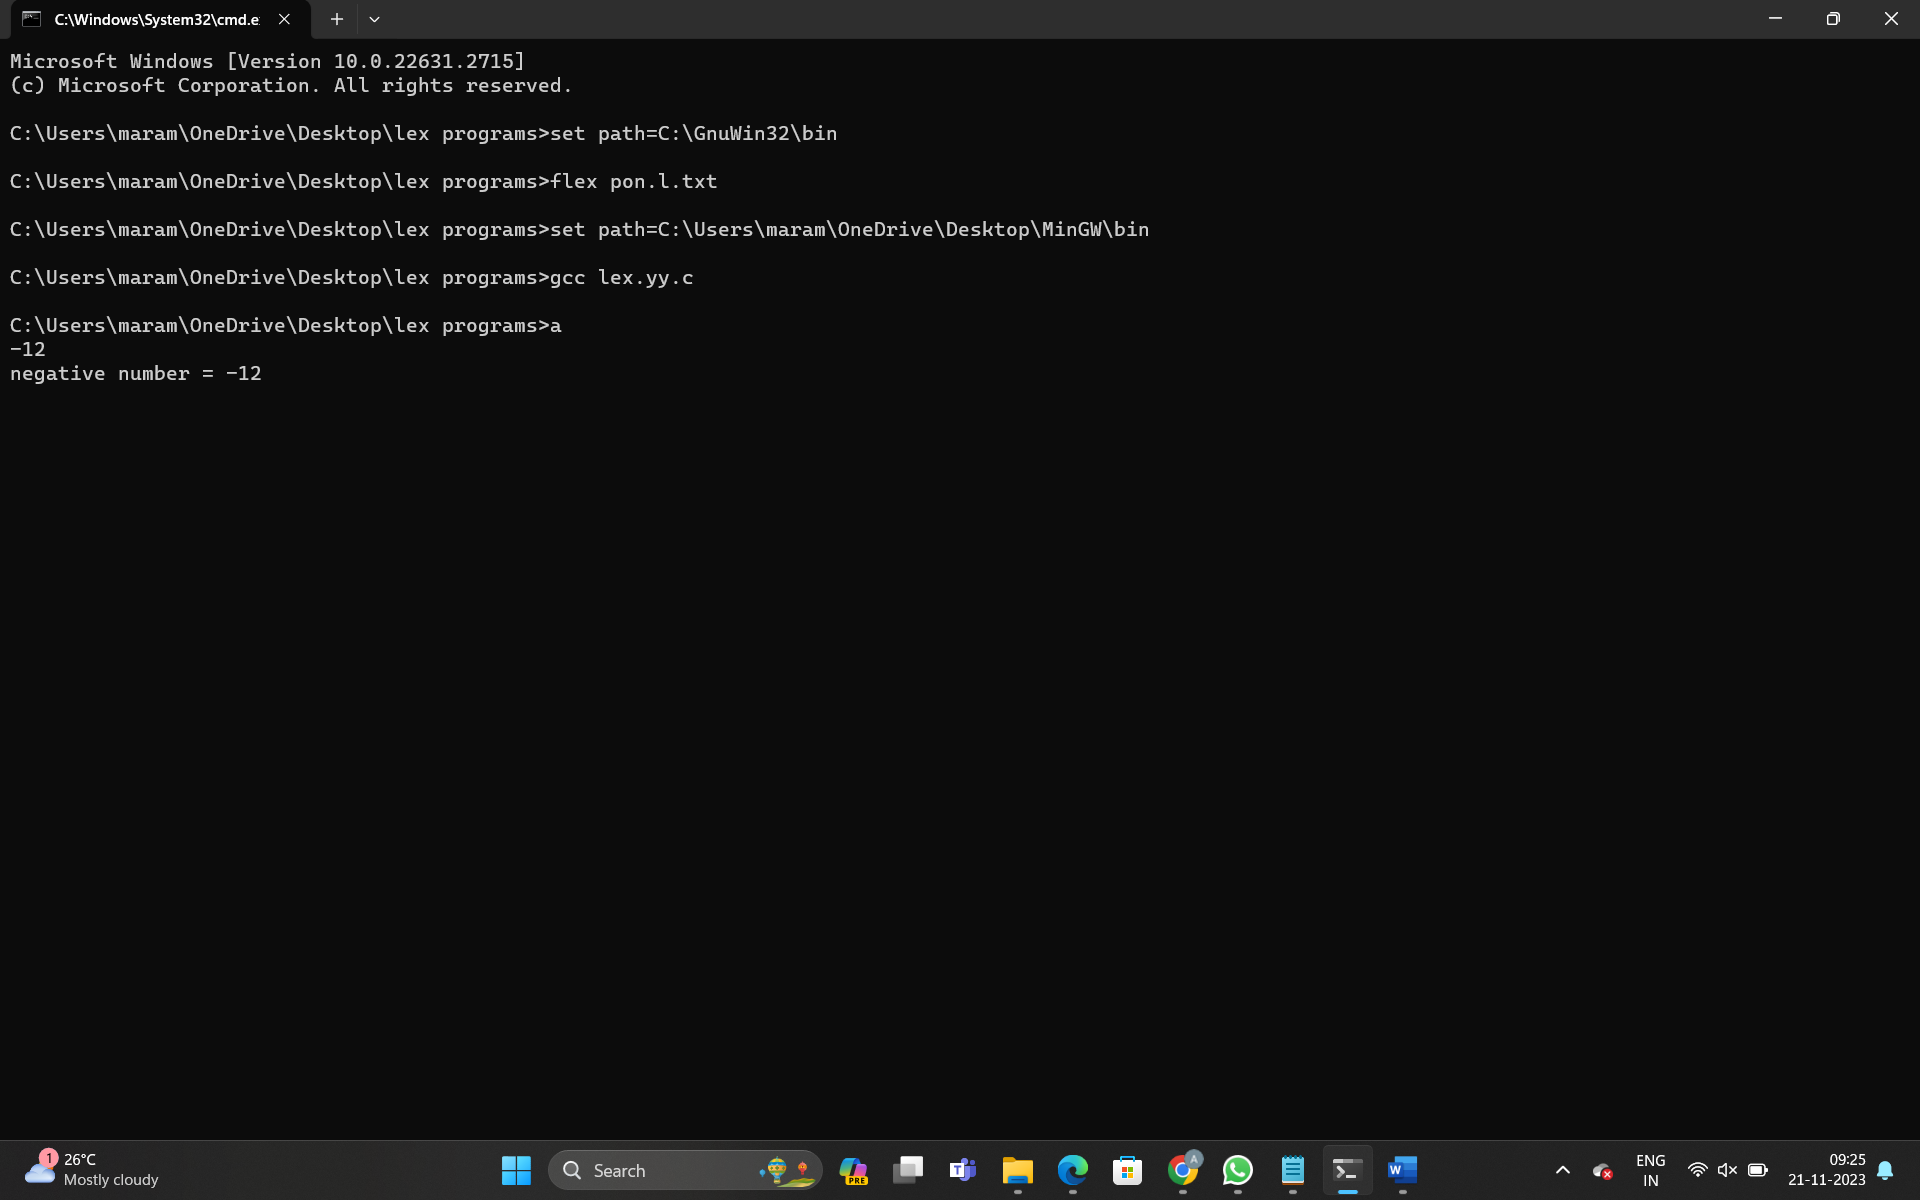 C:\Windows\System32\cmd.e
Microsoft Windows [Version 10.0.22631.2715]
(c) Microsoft Corporation. All rights reserved.
C:\Users\maram\OneDrive\Desktop\lex programs>set path=C:\GnuWin32\bin
C:\Users\maram\OneDrive\Desktop\lex programs>flex pon.l.txt
C:\Users\maram\OneDrive\Desktop\lex programs>set path=C:\Users\maram\OneDrive\Desktop\MinGW\bin
C:\Users\maram\OneDrive\Desktop\lex programs>gcc lex.yy.c
C:\Users\maram\OneDrive\Desktop\lex programs>a
-12
negative number = -12
1
26°C
Mostly cloudy
Search
PRE
T
A
W
ENG
IN
09:25
21-11-2023